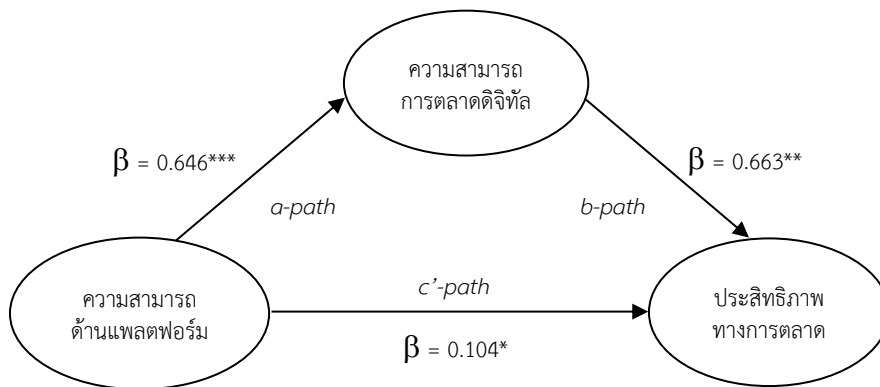 ความสามารถ
การตลาดดิจิทัล
β = 0.646***
β = 0.663**
a-path
b-path
ความสามารถ
ด้านแพลตฟอร์ม
c’-path
β = 0.104*
ประสิทธิภาพ
ทางการตลาด